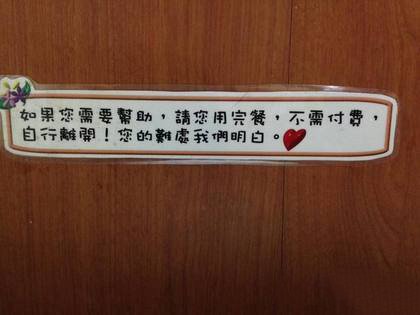 如果您需要幫助，請您用完餐，不需付費，
自行離開！您的難處我們明白。